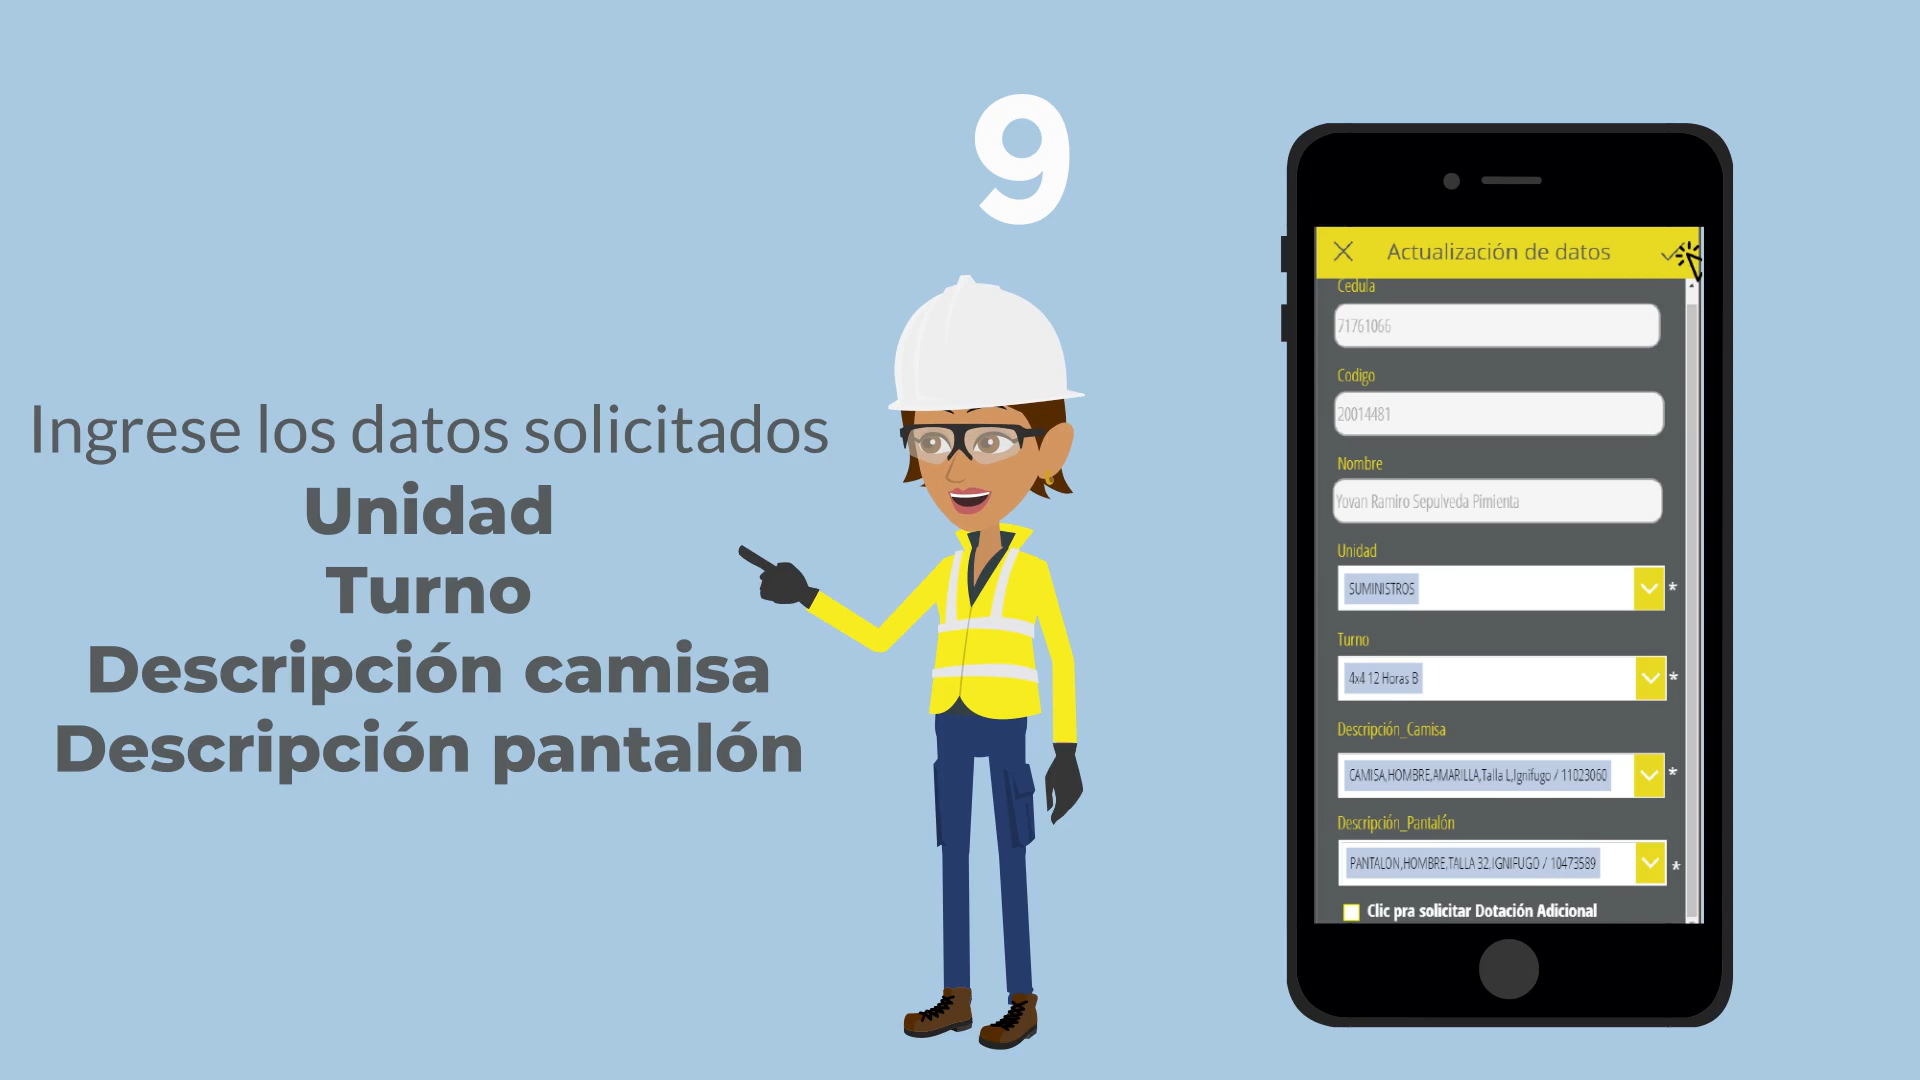 9
Ingrese los datos solicitados
Unidad
Turno
Descripción camisa
Descripción pantalón
Actualización de datos
Cedula
71761066
Codigo
20014481
Nombre
Yovan Ramiro Sepulveda Pimienta
Unidad
SUMINISTROS *
Turno
4x4 12 Horas B *
Descripción_Camisa
CAMISA,HOMBRE,AMARILLA,Talla L,Ignifugo / 11023060 *
Descripción_Pantalón
PANTALON,HOMBRE,TALLA 32,IGNIFUGO / 10473589 *
Clic pra solicitar Dotación Adicional